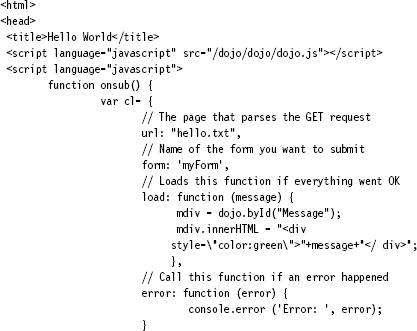 <html>
<head>
<title>Hello World</title>
<script language="javascript" src="/dojo/dojo/dojo.js"></script>
<script language="javascript">
function onsub() {
var cl- {
// The page that parses the GET request
url: "hello.txt",
// Name of the form you want to submit
form: 'myForm',
// Loads this function if everything went OK
load: function (message) {
mdiv = dojo.byId("Message");
mdiv.innerHTML = "<div
style=\"color:green\">"+message+"</ div>";
},
// Call this function if an error happened
error: function (error) {
console.error ('Error: ', error);
}